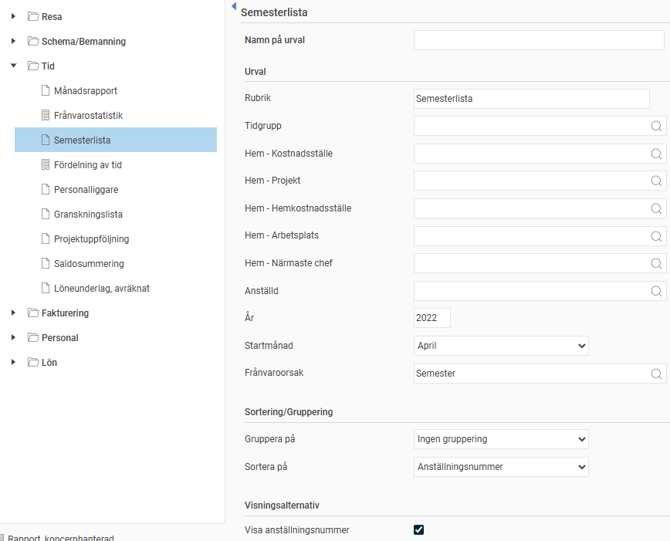 Resa
Schema/Bemanning
Tid
Månadsrapport
Frånvarostatistik
Semesterlista
Fördelning av tid
Personalliggare
Granskningslista
Projektuppföljning
Saldosummering
Löneunderlag, avräknat
Fakturering
Personal
Lön
Rapport, koncernhanterad
Semesterlista
Namn på urval
Urval
Rubrik Semesterlista
Tidgrupp
Hem - Kostnadsställe
Hem - Projekt
Hem - Hemkostnadsställe
Hem - Arbetsplats
Hem - Närmaste chef
Anställd
År 2022
Startmånad April
Frånvaroorsak Semester
Sortering/Gruppering
Gruppera på Ingen gruppering
Sortera på Anställningsnummer
Visningsalternativ
Visa anställningsnummer